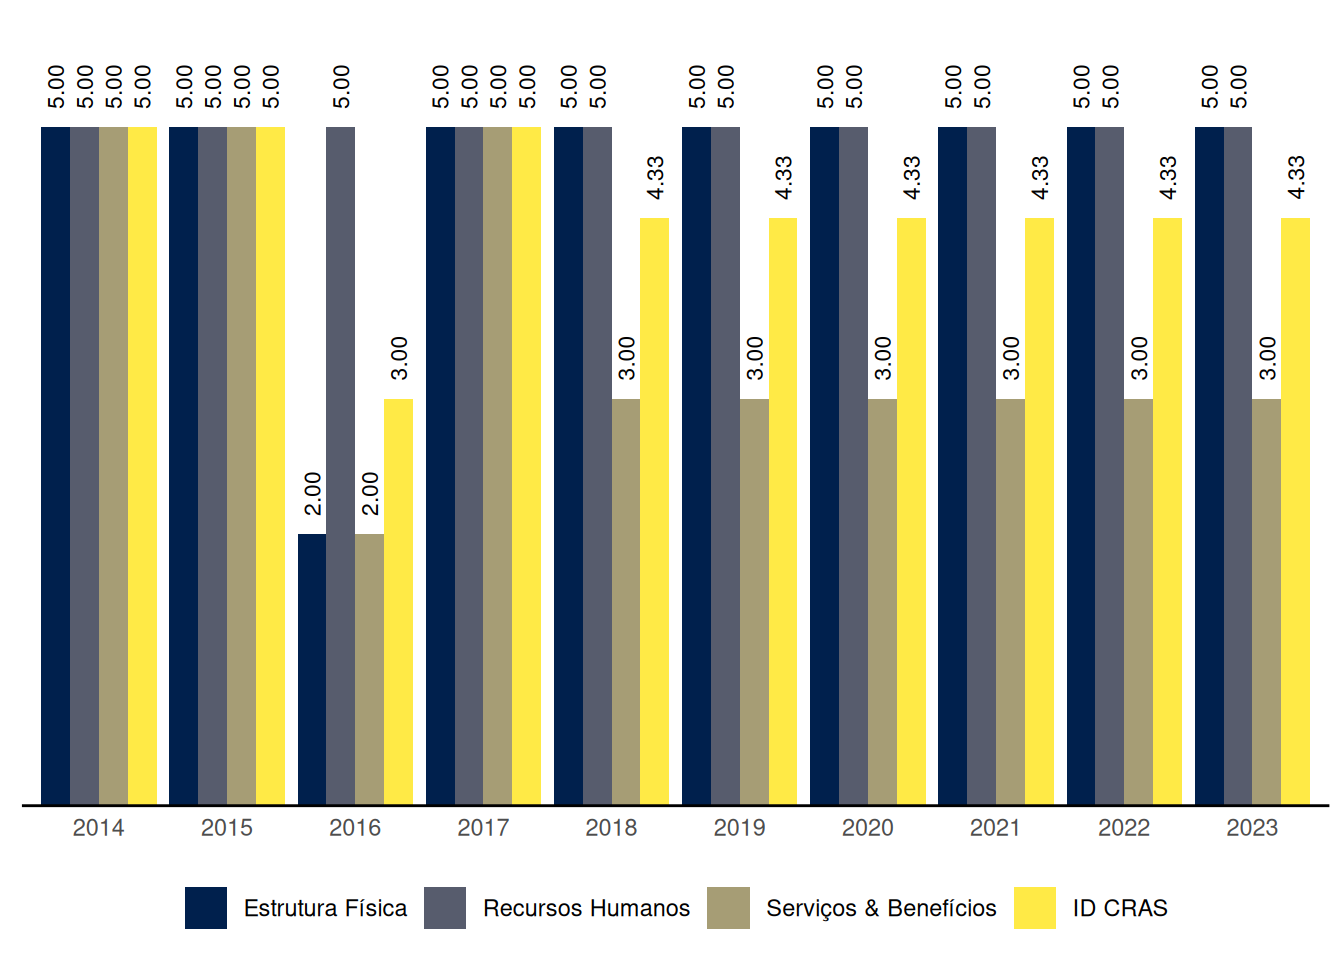 5.00 5.00 5.00 5.00 5.00 5.00 5.00 5.00 5.00 5.00 5.00 5.00 5.00 5.00 5.00 5.00 5.00 5.00 5.00 5.00 5.00 5.00 5.00 5.00 5.00
4.33 4.33 4.33 4.33 4.33 4.33
3.00 3.00 3.00 3.00 3.00 3.00 3.00
2.00 2.00
2014 2015 2016 2017 2018 2019 2020 2021 2022 2023
Estrutura Física Recursos Humanos Serviços & Benefícios ID CRAS